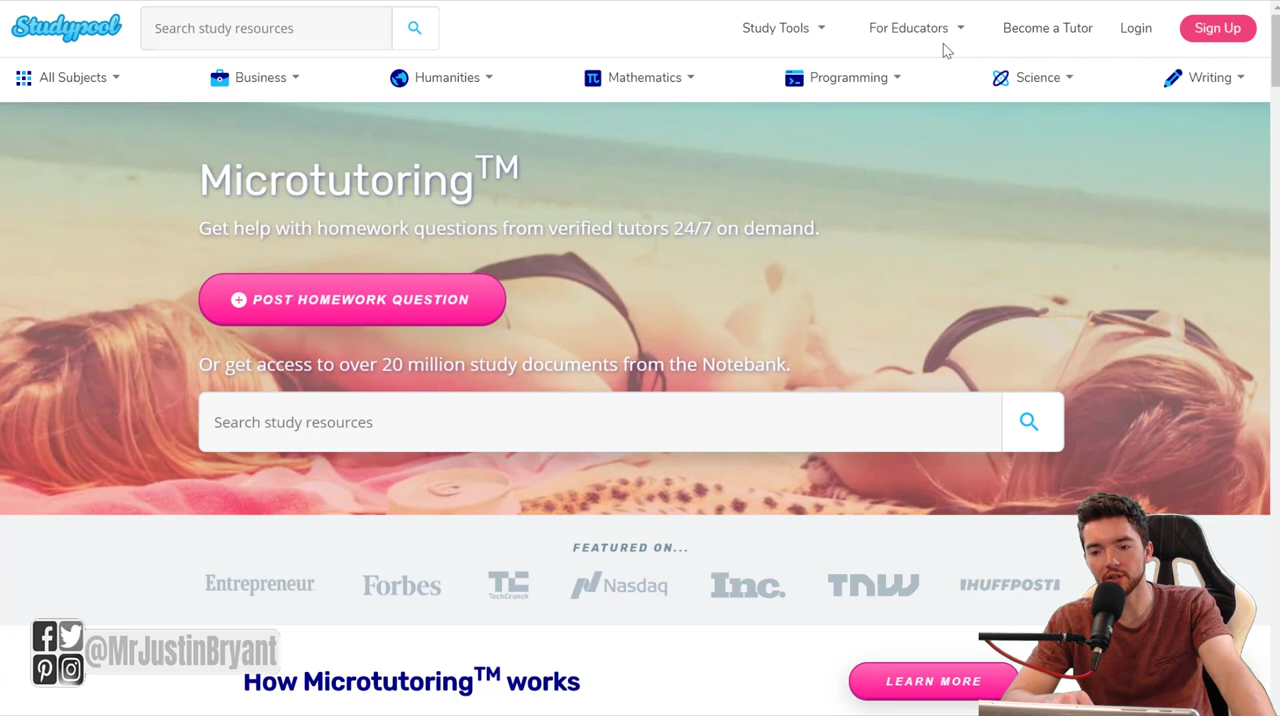 Studypool
Search study resources
Study Tools
For Educators
Become a Tutor
Login
Sign Up
All Subjects
Business
Humanities
Mathematics
Programming
Science
Writing
Microtutoring™
Get help with homework questions from verified tutors 24/7 on demand.
POST HOMEWORK QUESTION
Or get access to over 20 million study documents from the Notebank.
Search study resources
FEATURED ON...
Entrepreneur
Forbes
TC TechCrunch
Nasdaq
Inc.
TNW
IHUFFPOSTI
@MrJustinBryant
How Microtutoring™ works
LEARN MORE